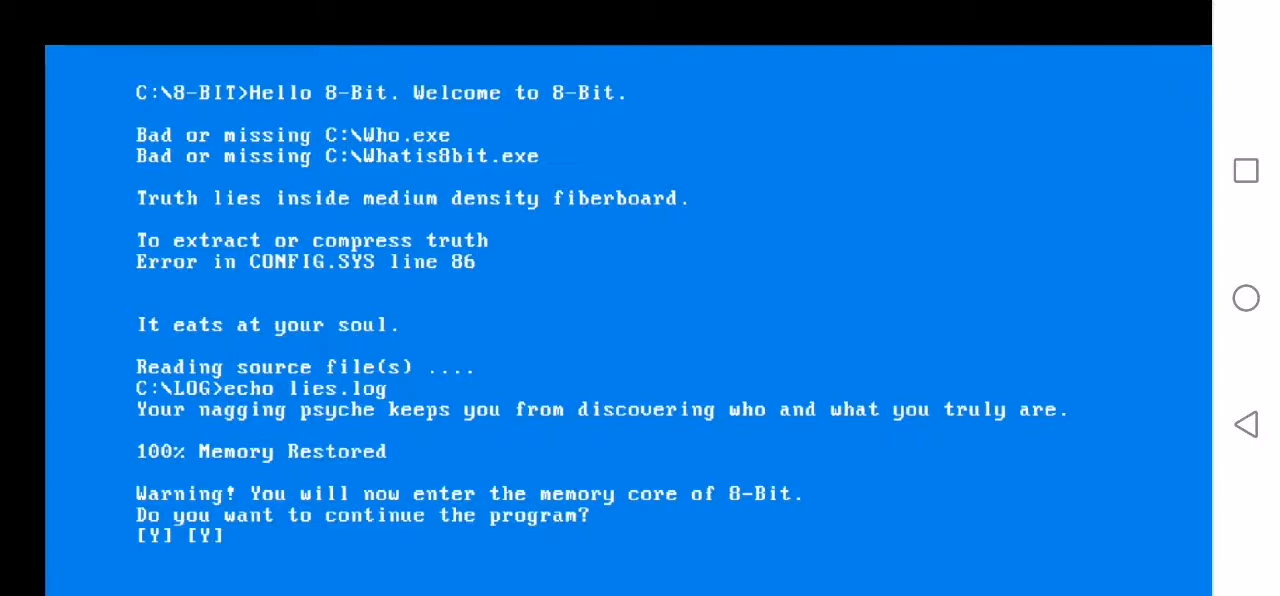 C:\8-BIT>Hello 8-Bit. Welcome to 8-Bit.
Bad or missing C:\Who.exe
Bad or missing C:\Whatis8bit.exe
Truth lies inside medium density fiberboard.
To extract or compress truth
Error in CONFIG.SYS line 86
It eats at your soul.
Reading source file(s) ....
C:\LOG>echo lies.log
Your nagging psyche keeps you from discovering who and what you truly are.
100% Memory Restored
Warning! You will now enter the memory core of 8-Bit.
Do you want to continue the program?
[Y] [Y]